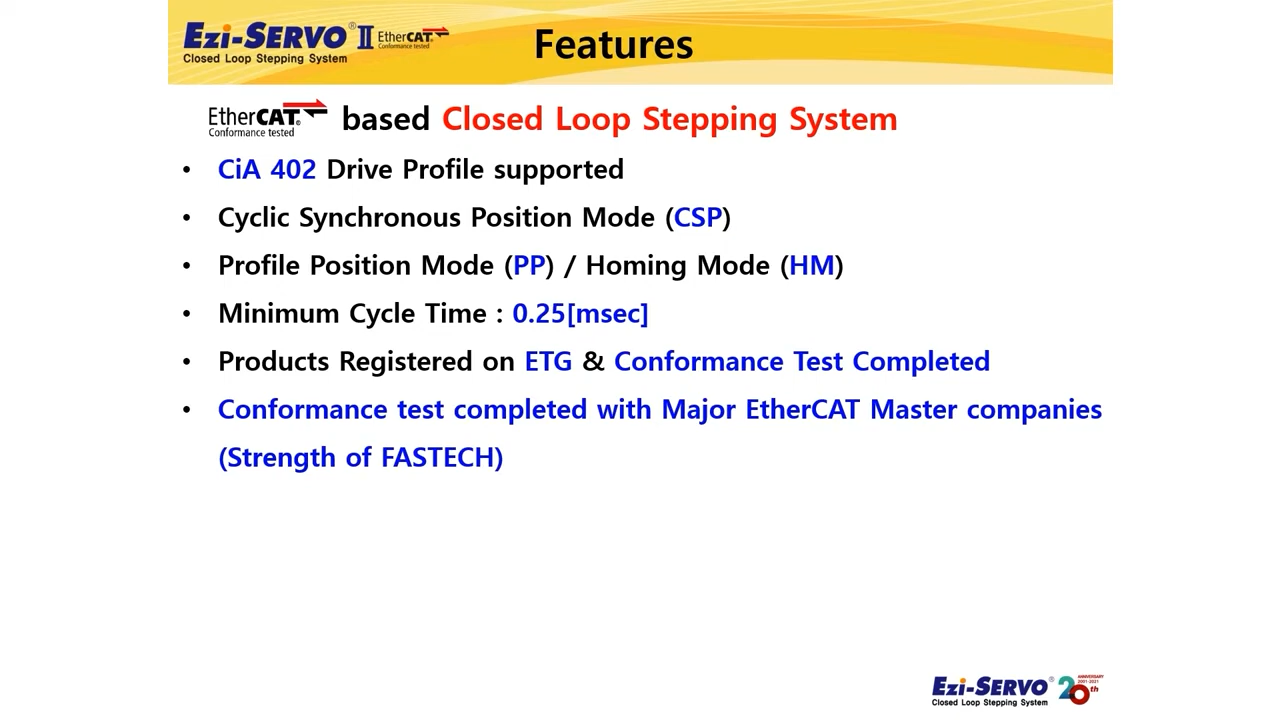 Ezi-SERVO® II EtherCAT®
Conformance tested
Closed Loop Stepping System
Features
EtherCAT® based Closed Loop Stepping System
Conformance tested
• CiA 402 Drive Profile supported
• Cyclic Synchronous Position Mode (CSP)
• Profile Position Mode (PP) / Homing Mode (HM)
• Minimum Cycle Time : 0.25[msec]
• Products Registered on ETG & Conformance Test Completed
• Conformance test completed with Major EtherCAT Master companies
(Strength of FASTECH)
Ezi-SERVO® 20th
ANNIVERSARY
2001-2021
Closed Loop Stepping System